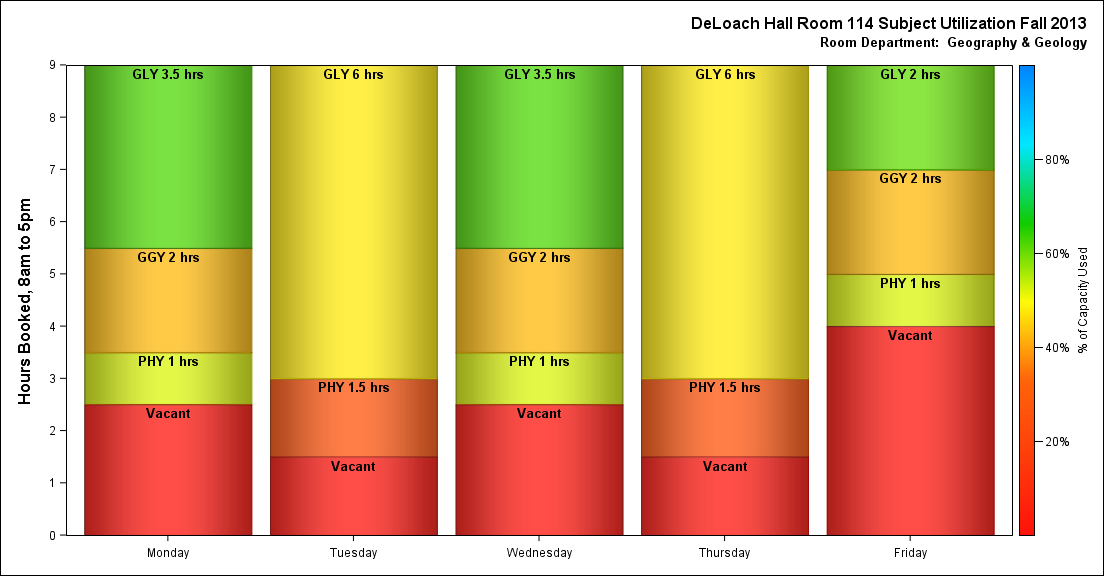 DeLoach Hall Room 114 Subject Utilization Fall 2013
Room Department:  Geography & Geology
Hours Booked, 8am to 5pm
9
8
7
6
5
4
3
2
1
0
GLY 3.5 hrs
GGY 2 hrs
PHY 1 hrs
Vacant
GLY 6 hrs
PHY 1.5 hrs
Vacant
GLY 3.5 hrs
GGY 2 hrs
PHY 1 hrs
Vacant
GLY 6 hrs
PHY 1.5 hrs
Vacant
GLY 2 hrs
GGY 2 hrs
PHY 1 hrs
Vacant
Monday
Tuesday
Wednesday
Thursday
Friday
80%
60%
40%
20%
% of Capacity Used